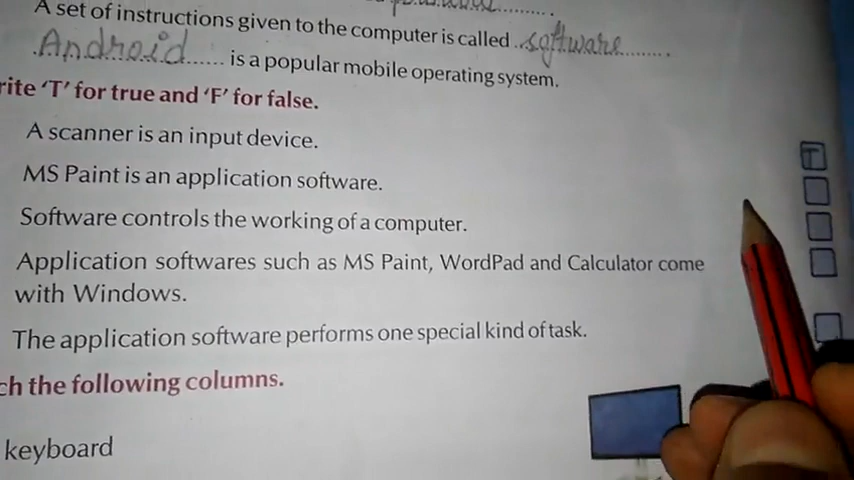 A set of instructions given to the computer is called ..software........
.Android...... is a popular mobile operating system.
rite 'T' for true and 'F' for false.
A scanner is an input device.
T
MS Paint is an application software.
Software controls the working of a computer.
Application softwares such as MS Paint, WordPad and Calculator come
with Windows.
The application software performs one special kind of task.
ch the following columns.
keyboard